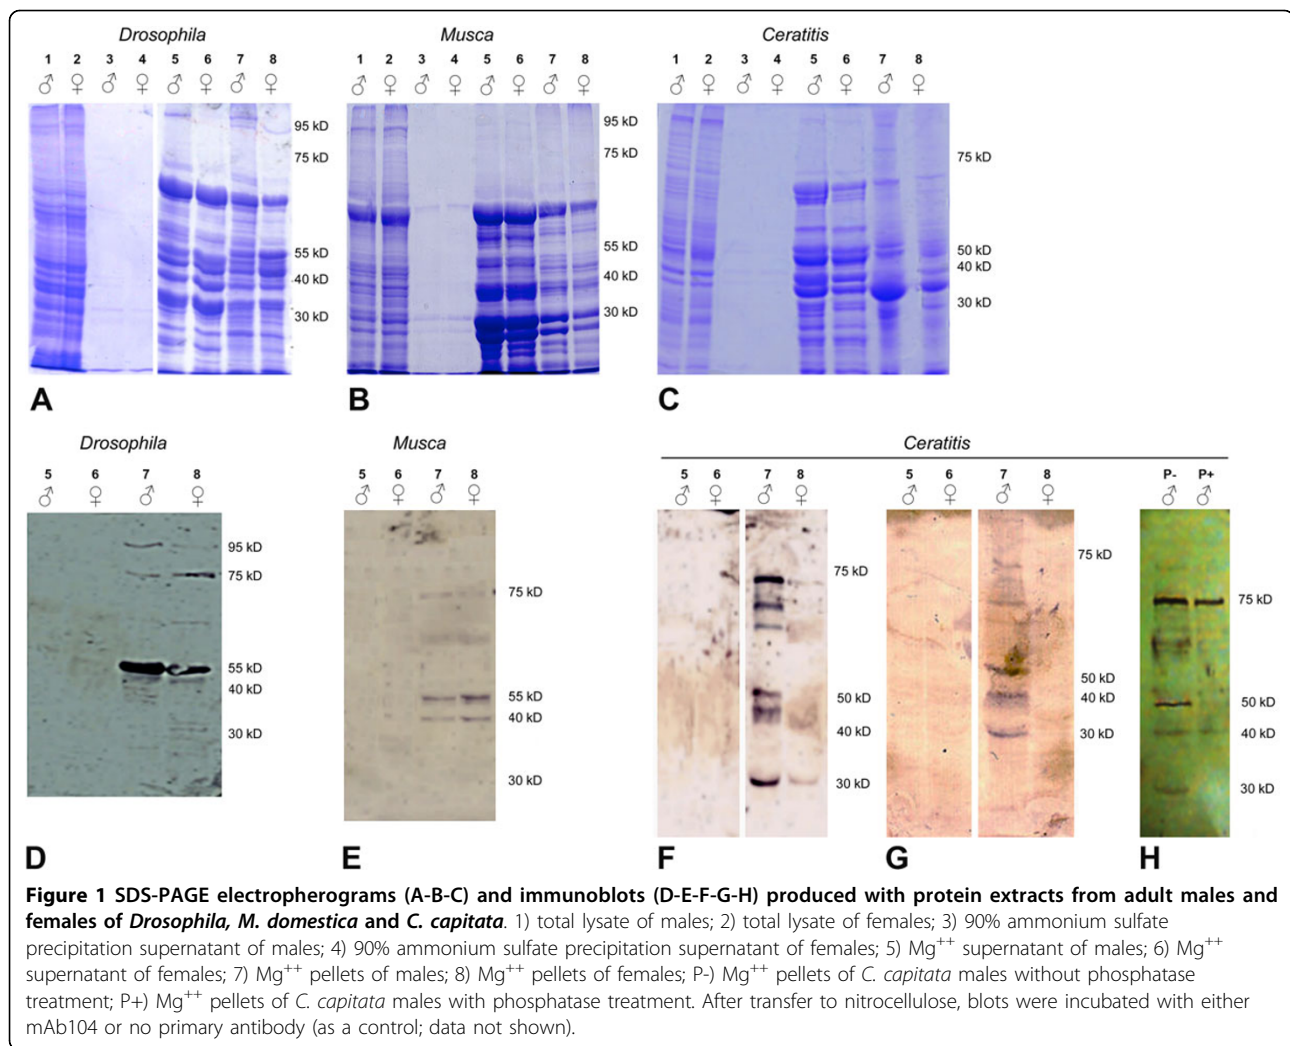 Drosophila Musca Ceratitis
1 2 3 4 5 6 7 8 1 2 3 4 5 6 7 8 1 2 3 4 5 6 7 8
♂ ♀ ♂ ♀ ♂ ♀ ♂ ♀ ♂ ♀ ♂ ♀ ♂ ♀ ♂ ♀ ♂ ♀ ♂ ♀ ♂ ♀ ♂ ♀
95 kD
75 kD
55 kD
40 kD
30 kD
95 kD
75 kD
55 kD
40 kD
30 kD
75 kD
50 kD
40 kD
30 kD
A B C
Drosophila Musca Ceratitis
5 6 7 8 5 6 7 8 5 6 7 8 5 6 7 8 P- P+
♂ ♀ ♂ ♀ ♂ ♀ ♂ ♀ ♂ ♀ ♂ ♀ ♂ ♀ ♂ ♀ ♂ ♂
95 kD
75 kD
55 kD
40 kD
30 kD
75 kD
55 kD
40 kD
30 kD
75 kD
50 kD
40 kD
30 kD
75 kD
50 kD
40 kD
30 kD
75 kD
50 kD
40 kD
30 kD
D E F G H
Figure 1 SDS-PAGE electropherograms (A-B-C) and immunoblots (D-E-F-G-H) produced with protein extracts from adult males and
females of Drosophila, M. domestica and C. capitata. 1) total lysate of males; 2) total lysate of females; 3) 90% ammonium sulfate
precipitation supernatant of males; 4) 90% ammonium sulfate precipitation supernatant of females; 5) Mg⁺⁺ supernatant of males; 6) Mg⁺⁺
supernatant of females; 7) Mg⁺⁺ pellets of males; 8) Mg⁺⁺ pellets of females; P-) Mg⁺⁺ pellets of C. capitata males without phosphatase
treatment; P+) Mg⁺⁺ pellets of C. capitata males with phosphatase treatment. After transfer to nitrocellulose, blots were incubated with either
mAb104 or no primary antibody (as a control; data not shown).